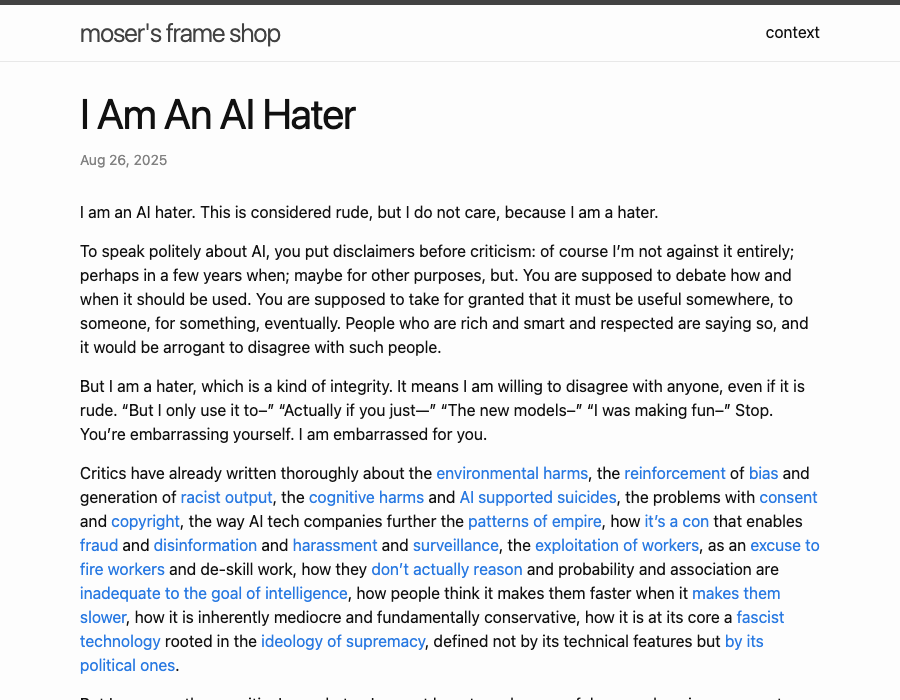 moser's frame shop
context
I Am An AI Hater
Aug 26, 2025
I am an AI hater. This is considered rude, but I do not care, because I am a hater.
To speak politely about AI, you put disclaimers before criticism: of course I’m not against it entirely;
perhaps in a few years when; maybe for other purposes, but. You are supposed to debate how and
when it should be used. You are supposed to take for granted that it must be useful somewhere, to
someone, for something, eventually. People who are rich and smart and respected are saying so, and
it would be arrogant to disagree with such people.
But I am a hater, which is a kind of integrity. It means I am willing to disagree with anyone, even if it is
rude. “But I only use it to–” “Actually if you just—” “The new models–” “I was making fun–” Stop.
You’re embarrassing yourself. I am embarrassed for you.
Critics have already written thoroughly about the environmental harms, the reinforcement of bias and
generation of racist output, the cognitive harms and AI supported suicides, the problems with consent
and copyright, the way AI tech companies further the patterns of empire, how it’s a con that enables
fraud and disinformation and harassment and surveillance, the exploitation of workers, as an excuse to
fire workers and de-skill work, how they don’t actually reason and probability and association are
inadequate to the goal of intelligence, how people think it makes them faster when it makes them
slower, how it is inherently mediocre and fundamentally conservative, how it is at its core a fascist
technology rooted in the ideology of supremacy, defined not by its technical features but by its
political ones.